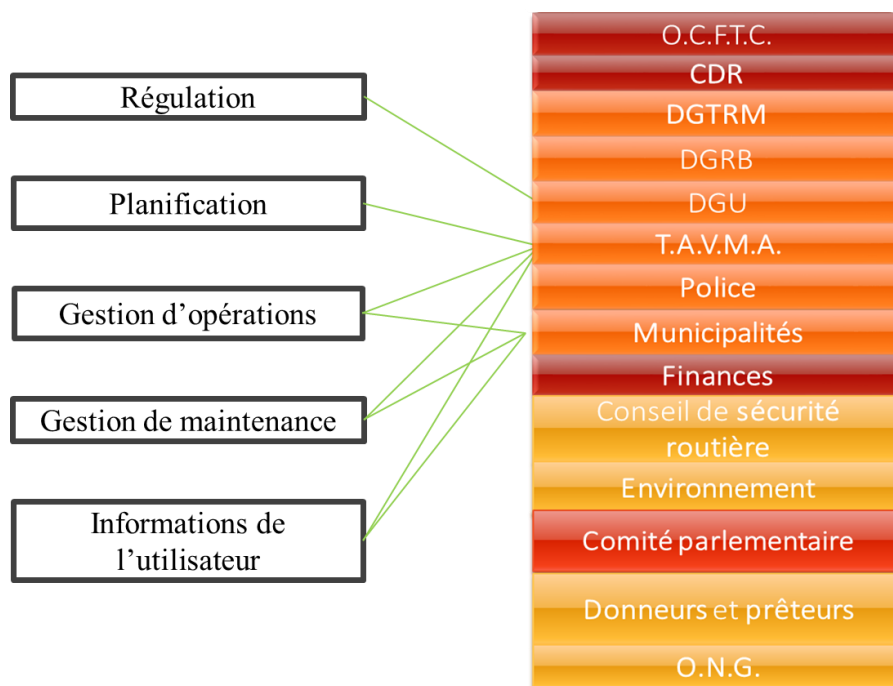 Régulation
Planification
Gestion d’opérations
Gestion de maintenance
Informations de
l’utilisateur
O.C.F.T.C.
CDR
DGTRM
DGRB
DGU
T.A.V.M.A.
Police
Municipalités
Finances
Conseil de sécurité
routière
Environnement
Comité parlementaire
Donneurs et prêteurs
O.N.G.